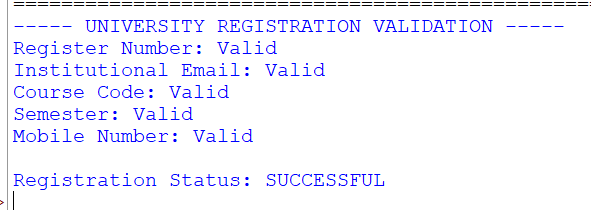 ===============================================
----- UNIVERSITY REGISTRATION VALIDATION -----
Register Number: Valid
Institutional Email: Valid
Course Code: Valid
Semester: Valid
Mobile Number: Valid
Registration Status: SUCCESSFUL
>